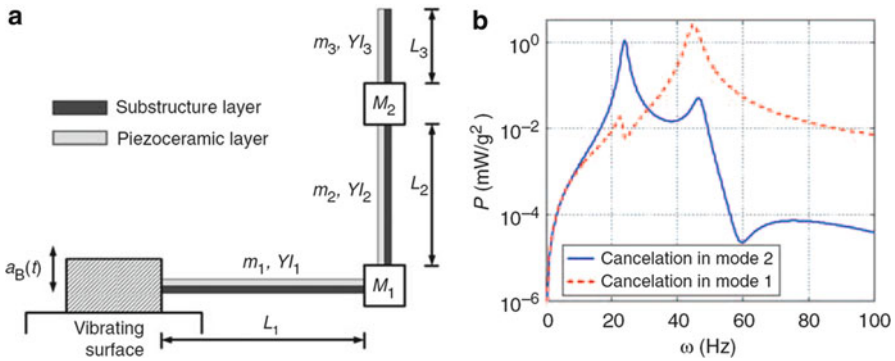 a
m₃, YI₃
L₃
M₂
Substructure layer
Piezoceramic layer
m₂, YI₂
L₂
a_B(t)
m₁, YI₁
M₁
Vibrating
surface
L₁
b
P (mW/g²)
10⁰
10⁻²
10⁻⁴
10⁻⁶
Cancelation in mode 2
Cancelation in mode 1
0 20 40 60 80 100
ω (Hz)